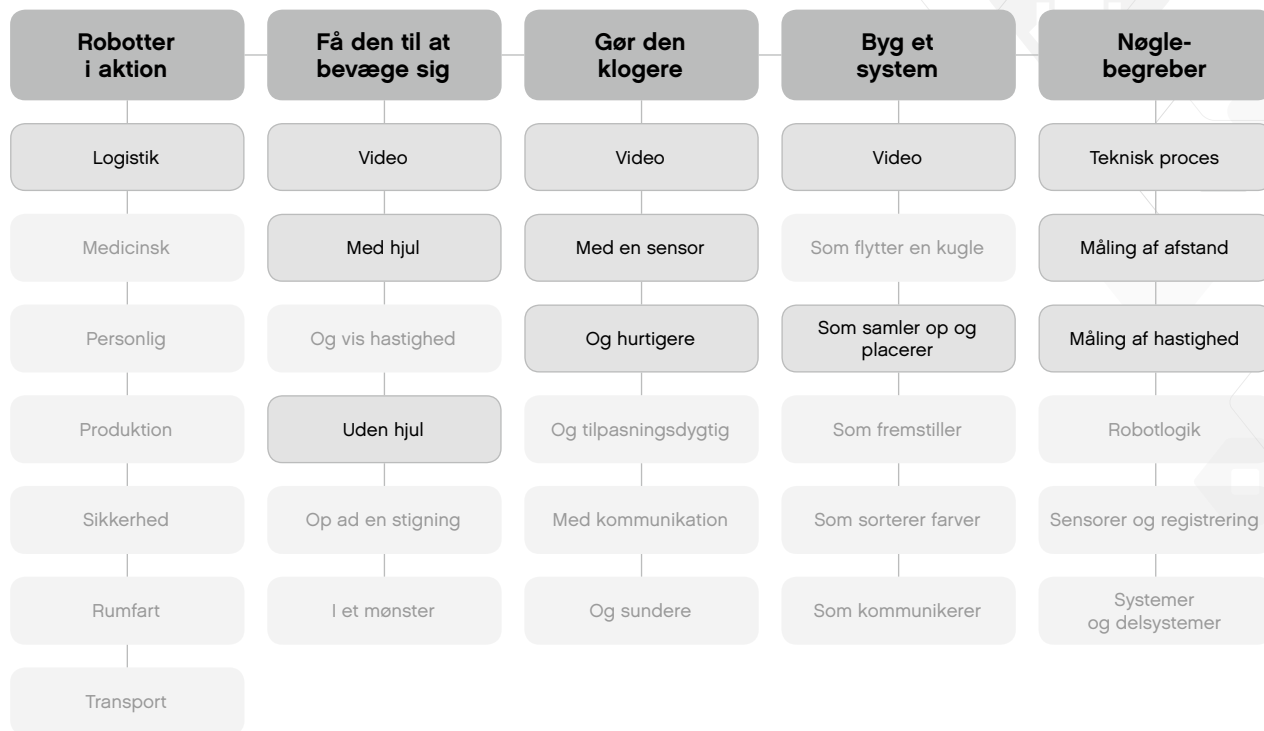 Robotter
i aktion
Få den til at
bevæge sig
Gør den
klogere
Byg et
system
Nøgle-
begreber
Logistik
Video
Video
Video
Teknisk proces
Medicinsk
Med hjul
Med en sensor
Som flytter en kugle
Måling af afstand
Personlig
Og vis hastighed
Og hurtigere
Som samler op og
placerer
Måling af hastighed
Produktion
Uden hjul
Og tilpasningsdygtig
Som fremstiller
Robotlogik
Sikkerhed
Op ad en stigning
Med kommunikation
Som sorterer farver
Sensorer og registrering
Rumfart
I et mønster
Og sundere
Som kommunikerer
Systemer
og delsystemer
Transport